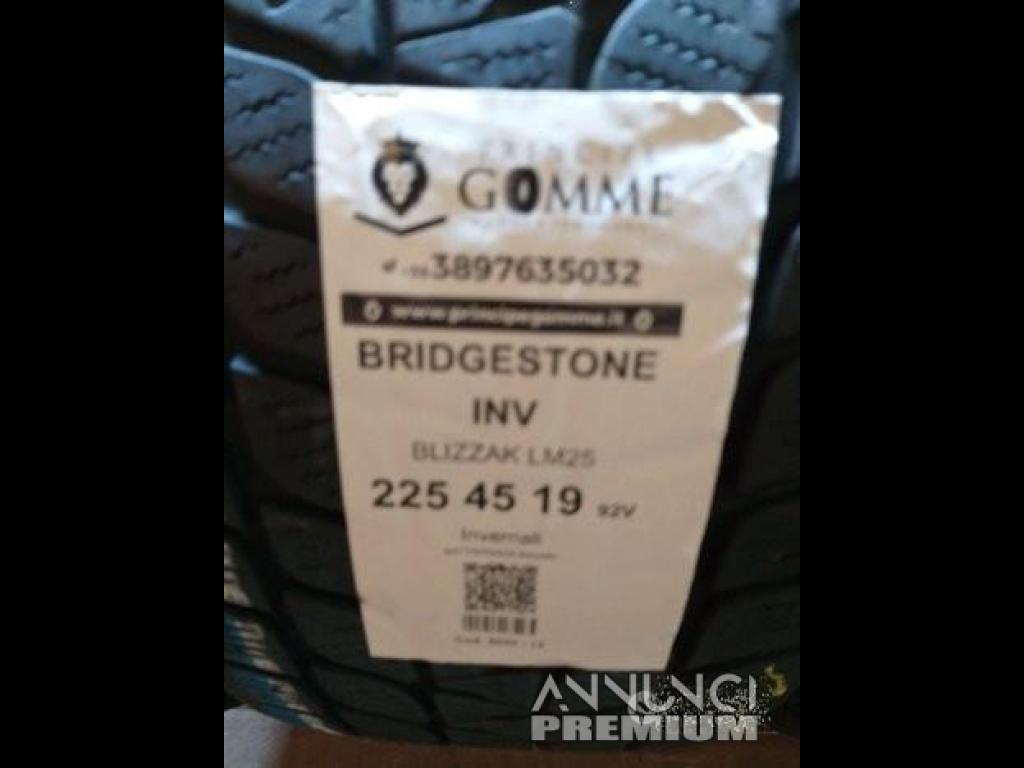 GOMME
3897635032
www.principegomme.it
BRIDGESTONE
INV
BLIZZAK LM25
225 45 19 92V
Invernali
ANNUNCI
PREMIUM